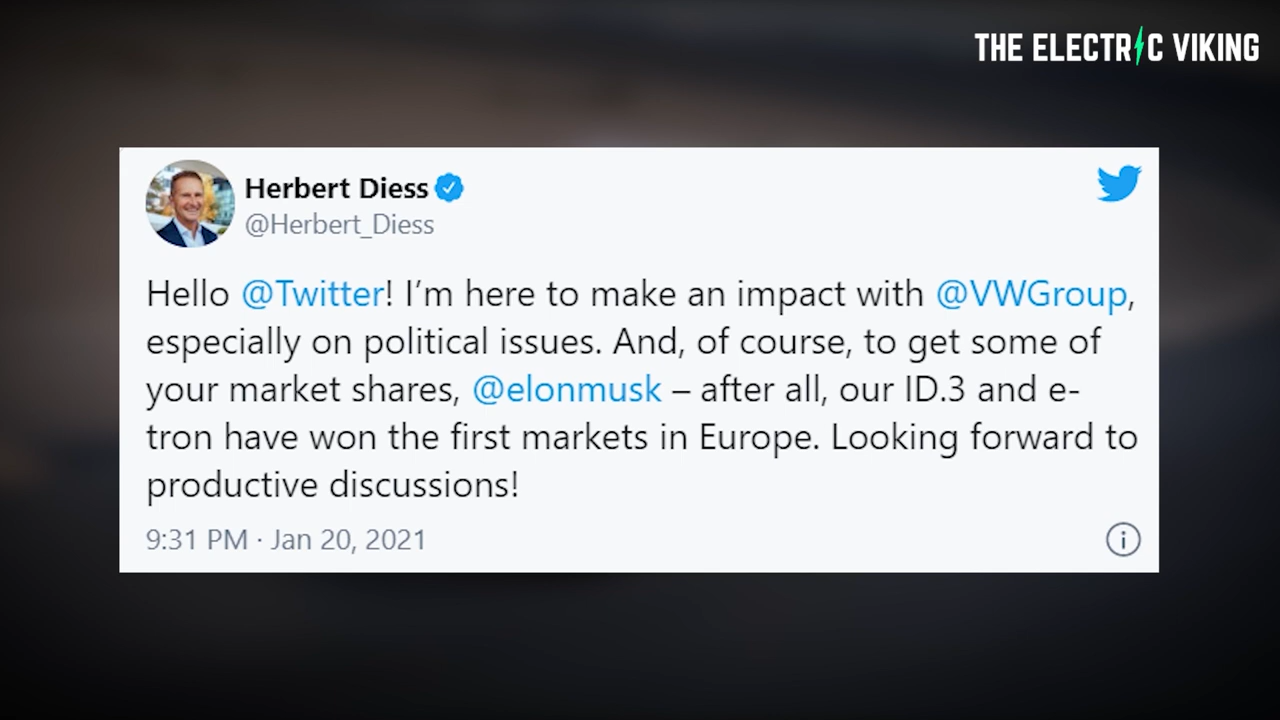 THE ELECTRIC VIKING
Herbert Diess
@Herbert_Diess
Hello @Twitter! I’m here to make an impact with @VWGroup,
especially on political issues. And, of course, to get some of
your market shares, @elonmusk – after all, our ID.3 and e-
tron have won the first markets in Europe. Looking forward to
productive discussions!
9:31 PM · Jan 20, 2021